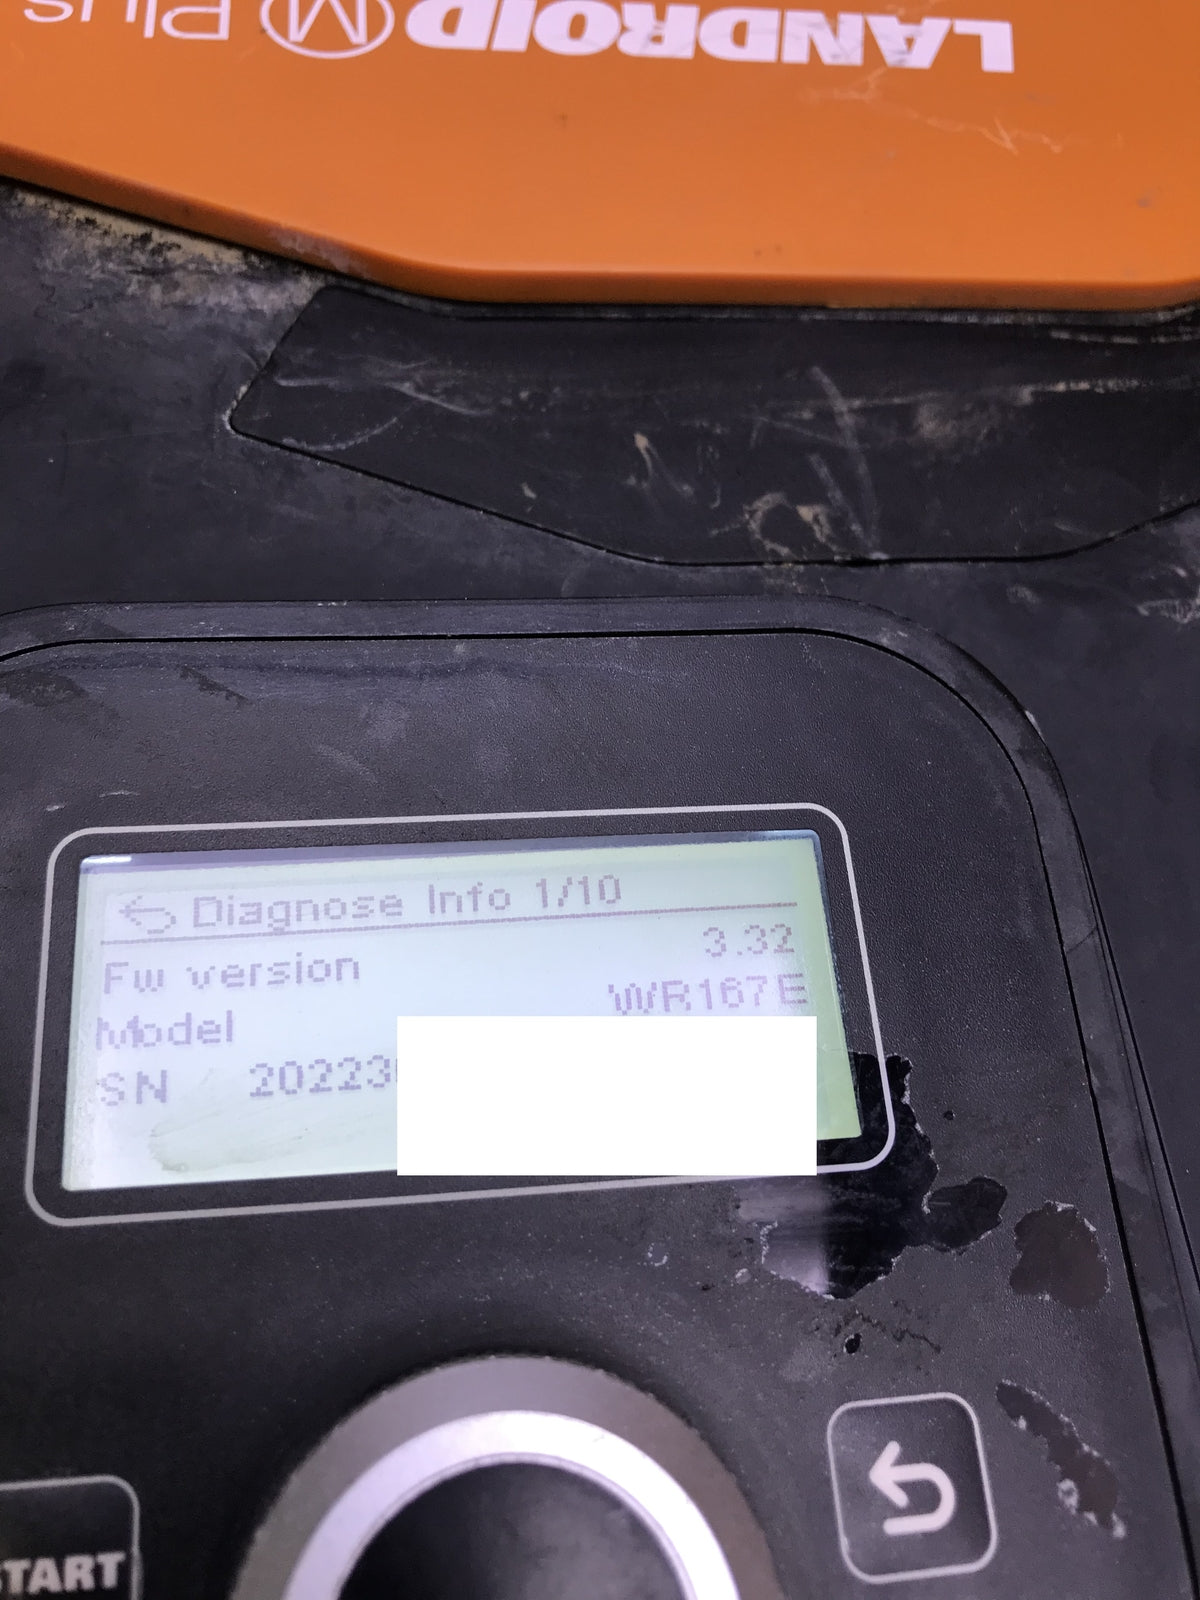 LANDROID M Plus
Diagnose Info 1/10
Fw version 3.32
Model WR167E
SN 20223
START